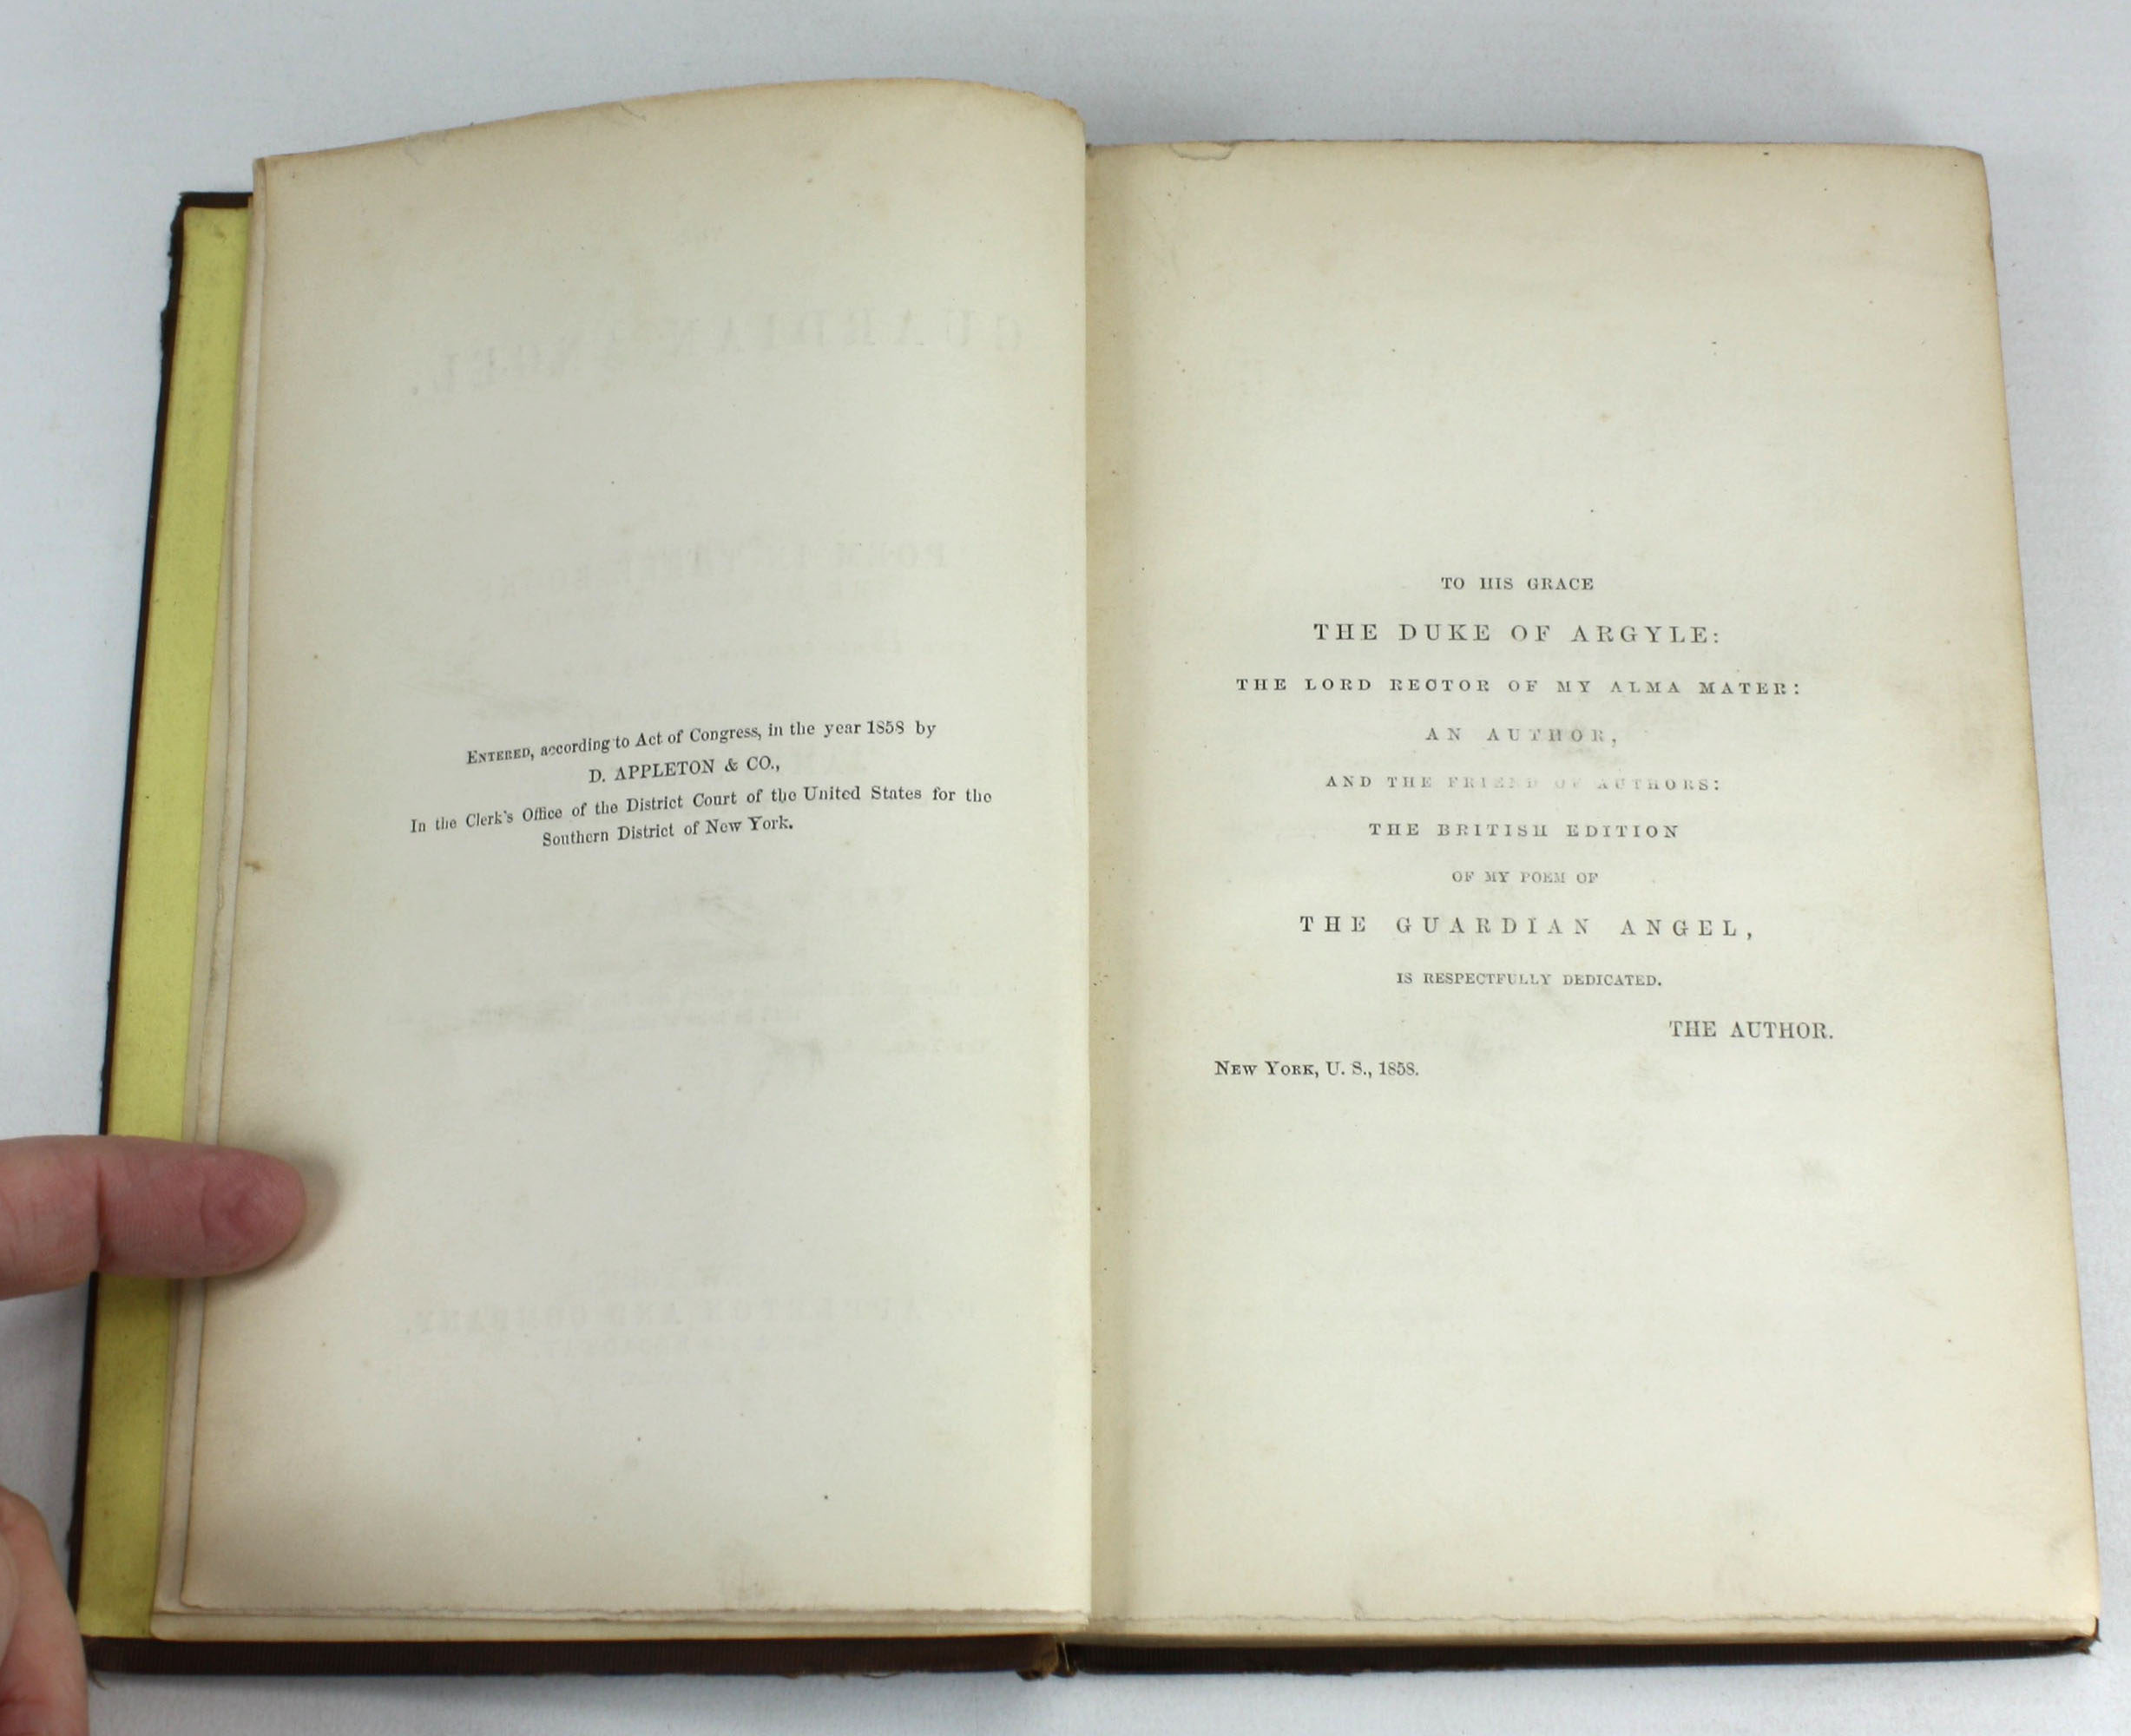 ENTERED, according to Act of Congress, in the year 1858 by
D. APPLETON & CO.,
In the Clerk's Office of the District Court of the United States for the
Southern District of New York.
TO HIS GRACE
THE DUKE OF ARGYLE:
THE LORD RECTOR OF MY ALMA MATER:
AN AUTHOR,
AND THE FRIEND OF AUTHORS:
THE BRITISH EDITION
OF MY POEM OF
THE GUARDIAN ANGEL,
IS RESPECTFULLY DEDICATED.
THE AUTHOR.
NEW YORK, U. S., 1858.